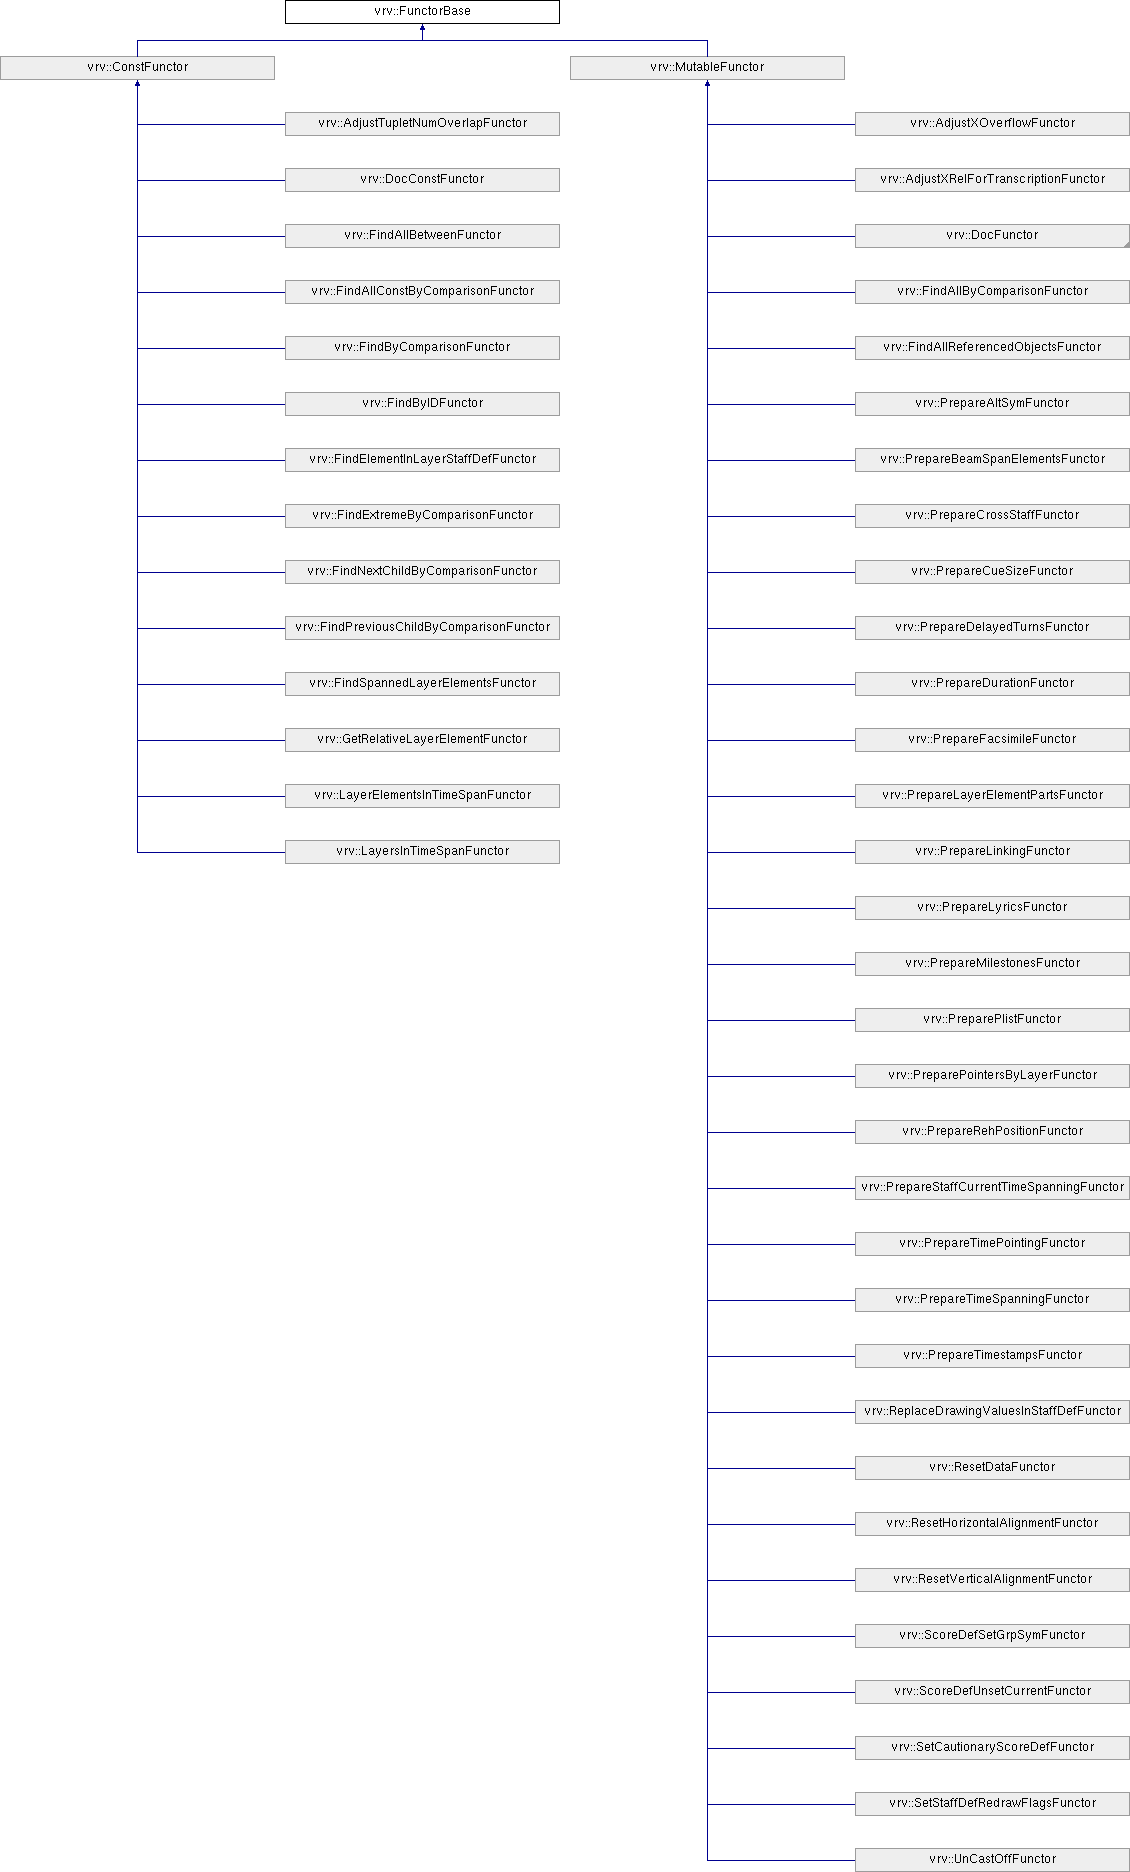 vrv::FunctorBase
vrv::ConstFunctor
vrv::MutableFunctor
vrv::AdjustTupletNumOverlapFunctor
vrv::DocConstFunctor
vrv::FindAllBetweenFunctor
vrv::FindAllConstByComparisonFunctor
vrv::FindByComparisonFunctor
vrv::FindByIDFunctor
vrv::FindElementInLayerStaffDefFunctor
vrv::FindExtremeByComparisonFunctor
vrv::FindNextChildByComparisonFunctor
vrv::FindPreviousChildByComparisonFunctor
vrv::FindSpannedLayerElementsFunctor
vrv::GetRelativeLayerElementFunctor
vrv::LayerElementsInTimeSpanFunctor
vrv::LayersInTimeSpanFunctor
vrv::AdjustXOverflowFunctor
vrv::AdjustXRelForTranscriptionFunctor
vrv::DocFunctor
vrv::FindAllByComparisonFunctor
vrv::FindAllReferencedObjectsFunctor
vrv::PrepareAltSymFunctor
vrv::PrepareBeamSpanElementsFunctor
vrv::PrepareCrossStaffFunctor
vrv::PrepareCueSizeFunctor
vrv::PrepareDelayedTurnsFunctor
vrv::PrepareDurationFunctor
vrv::PrepareFacsimileFunctor
vrv::PrepareLayerElementPartsFunctor
vrv::PrepareLinkingFunctor
vrv::PrepareLyricsFunctor
vrv::PrepareMilestonesFunctor
vrv::PreparePlistFunctor
vrv::PreparePointersByLayerFunctor
vrv::PrepareRehPositionFunctor
vrv::PrepareStaffCurrentTimeSpanningFunctor
vrv::PrepareTimePointingFunctor
vrv::PrepareTimeSpanningFunctor
vrv::PrepareTimestampsFunctor
vrv::ReplaceDrawingValuesInStaffDefFunctor
vrv::ResetDataFunctor
vrv::ResetHorizontalAlignmentFunctor
vrv::ResetVerticalAlignmentFunctor
vrv::ScoreDefSetGrpSymFunctor
vrv::ScoreDefUnsetCurrentFunctor
vrv::SetCautionaryScoreDefFunctor
vrv::SetStaffDefRedrawFlagsFunctor
vrv::UnCastOffFunctor